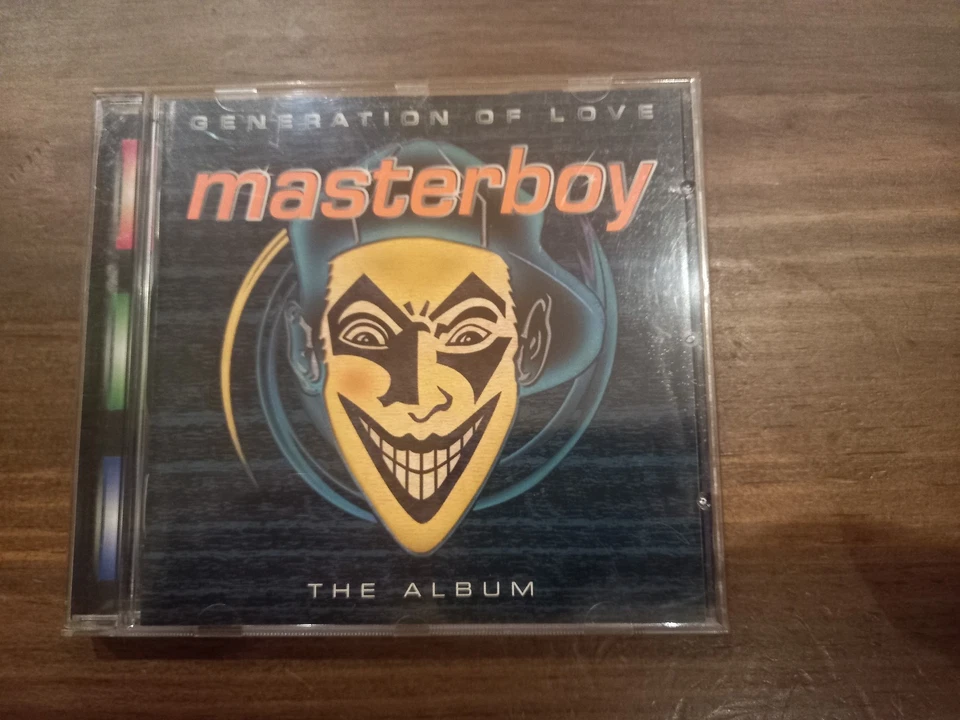 GENERATION OF LOVE
masterboy
THE ALBUM